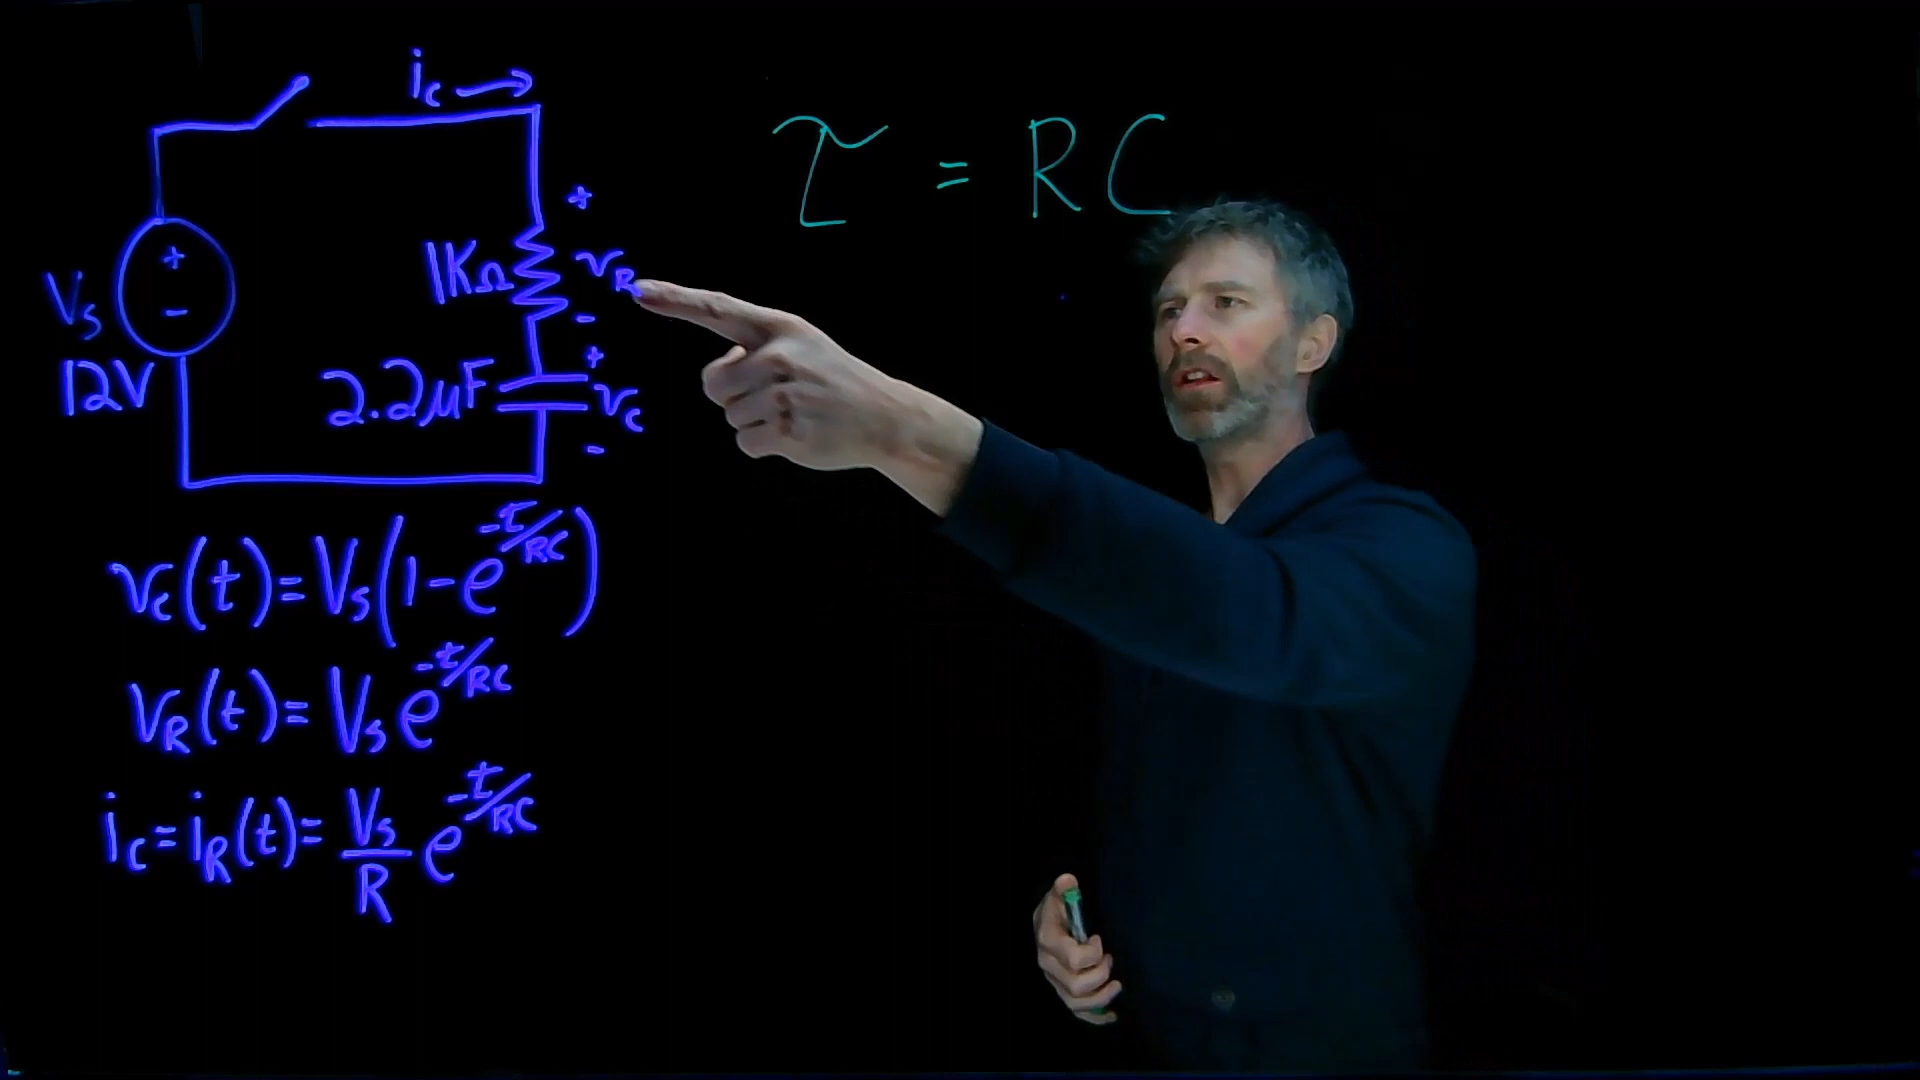 i_c →
+
V_S
+
-
12V
1KΩ
v_R
-
2.2μF
+
v_C
-
τ = RC
v_C(t) = V_S(1 - e^{-t/RC})
v_R(t) = V_S e^{-t/RC}
i_C = i_R(t) = V_S/R e^{-t/RC}